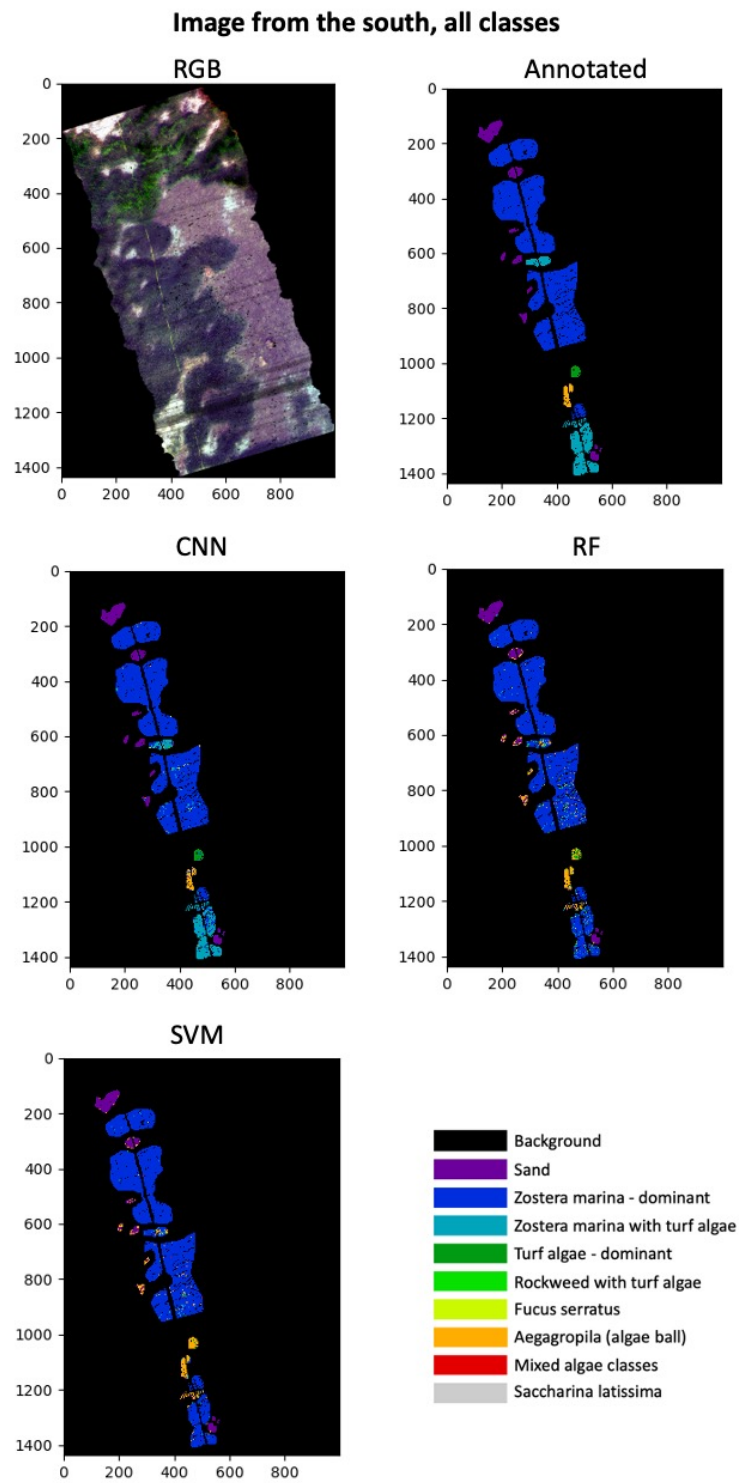 Image from the south, all classes
RGB
Annotated
0
200
400
600
800
1000
1200
1400
0 200 400 600 800
0
200
400
600
800
1000
1200
1400
0 200 400 600 800
CNN
RF
0
200
400
600
800
1000
1200
1400
0 200 400 600 800
0
200
400
600
800
1000
1200
1400
0 200 400 600 800
SVM
0
200
400
600
800
1000
1200
1400
0 200 400 600 800
Background
Sand
Zostera marina - dominant
Zostera marina with turf algae
Turf algae - dominant
Rockweed with turf algae
Fucus serratus
Aegagropila (algae ball)
Mixed algae classes
Saccharina latissima